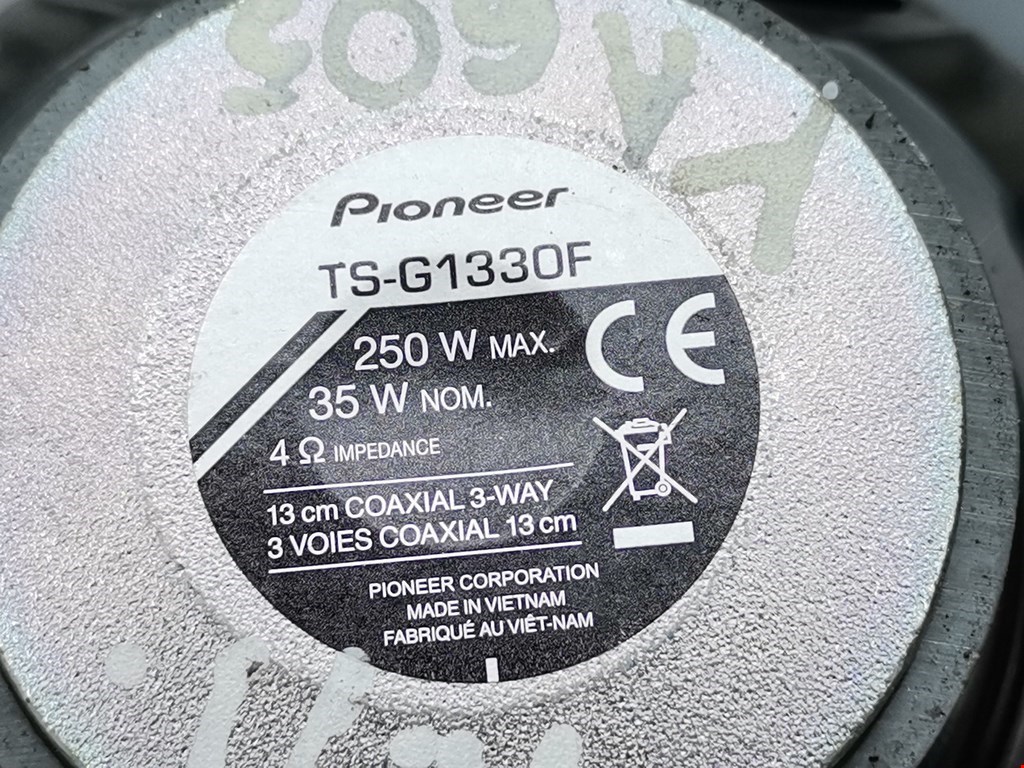 Pioneer
TS-G1330F
250 W MAX.
35 W NOM.
4 Ω IMPEDANCE
CE
13 cm COAXIAL 3-WAY
3 VOIES COAXIAL 13 cm
PIONEER CORPORATION
MADE IN VIETNAM
FABRIQUÉ AU VIÊT-NAM